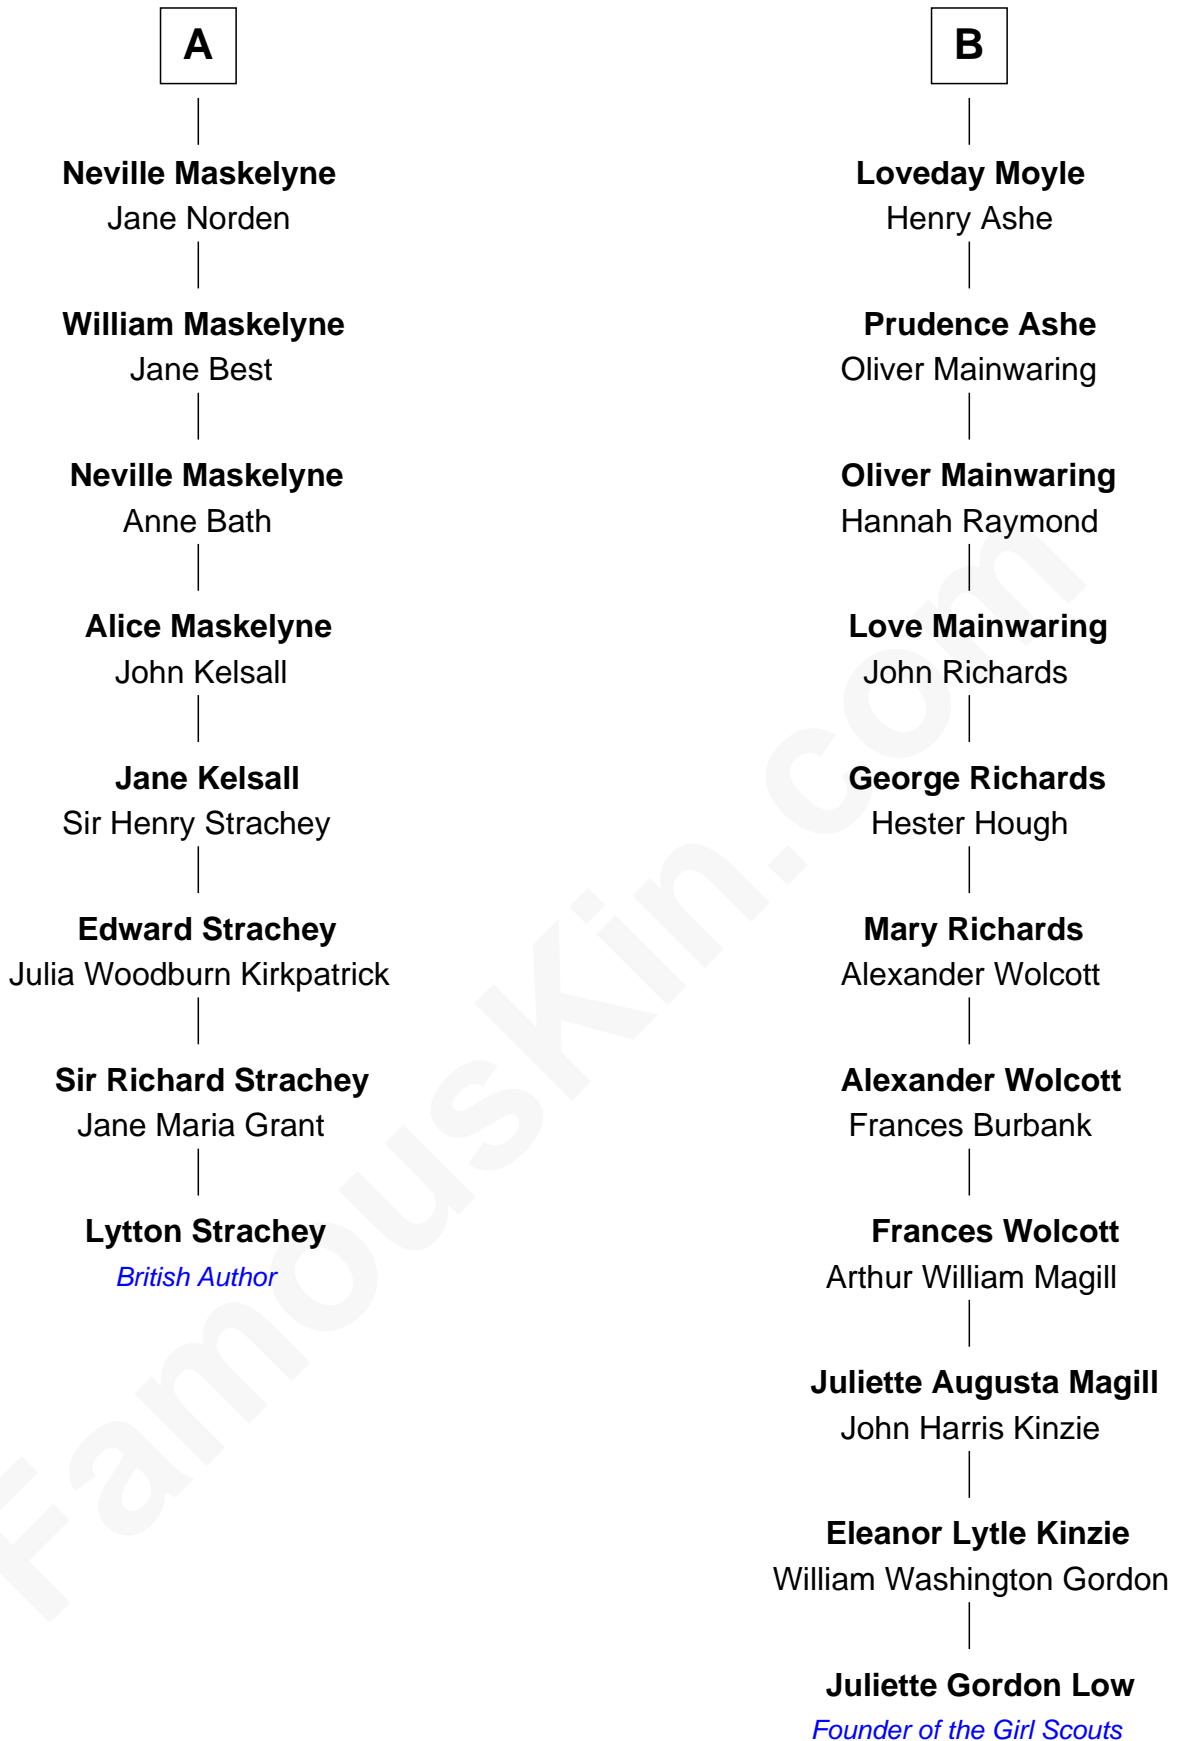 A
Neville Maskelyne
Jane Norden
William Maskelyne
Jane Best
Neville Maskelyne
Anne Bath
Alice Maskelyne
John Kelsall
Jane Kelsall
Sir Henry Strachey
Edward Strachey
Julia Woodburn Kirkpatrick
Sir Richard Strachey
Jane Maria Grant
Lytton Strachey
British Author
B
Loveday Moyle
Henry Ashe
Prudence Ashe
Oliver Mainwaring
Oliver Mainwaring
Hannah Raymond
Love Mainwaring
John Richards
George Richards
Hester Hough
Mary Richards
Alexander Wolcott
Alexander Wolcott
Frances Burbank
Frances Wolcott
Arthur William Magill
Juliette Augusta Magill
John Harris Kinzie
Eleanor Lytle Kinzie
William Washington Gordon
Juliette Gordon Low
Founder of the Girl Scouts
FamousKin.com